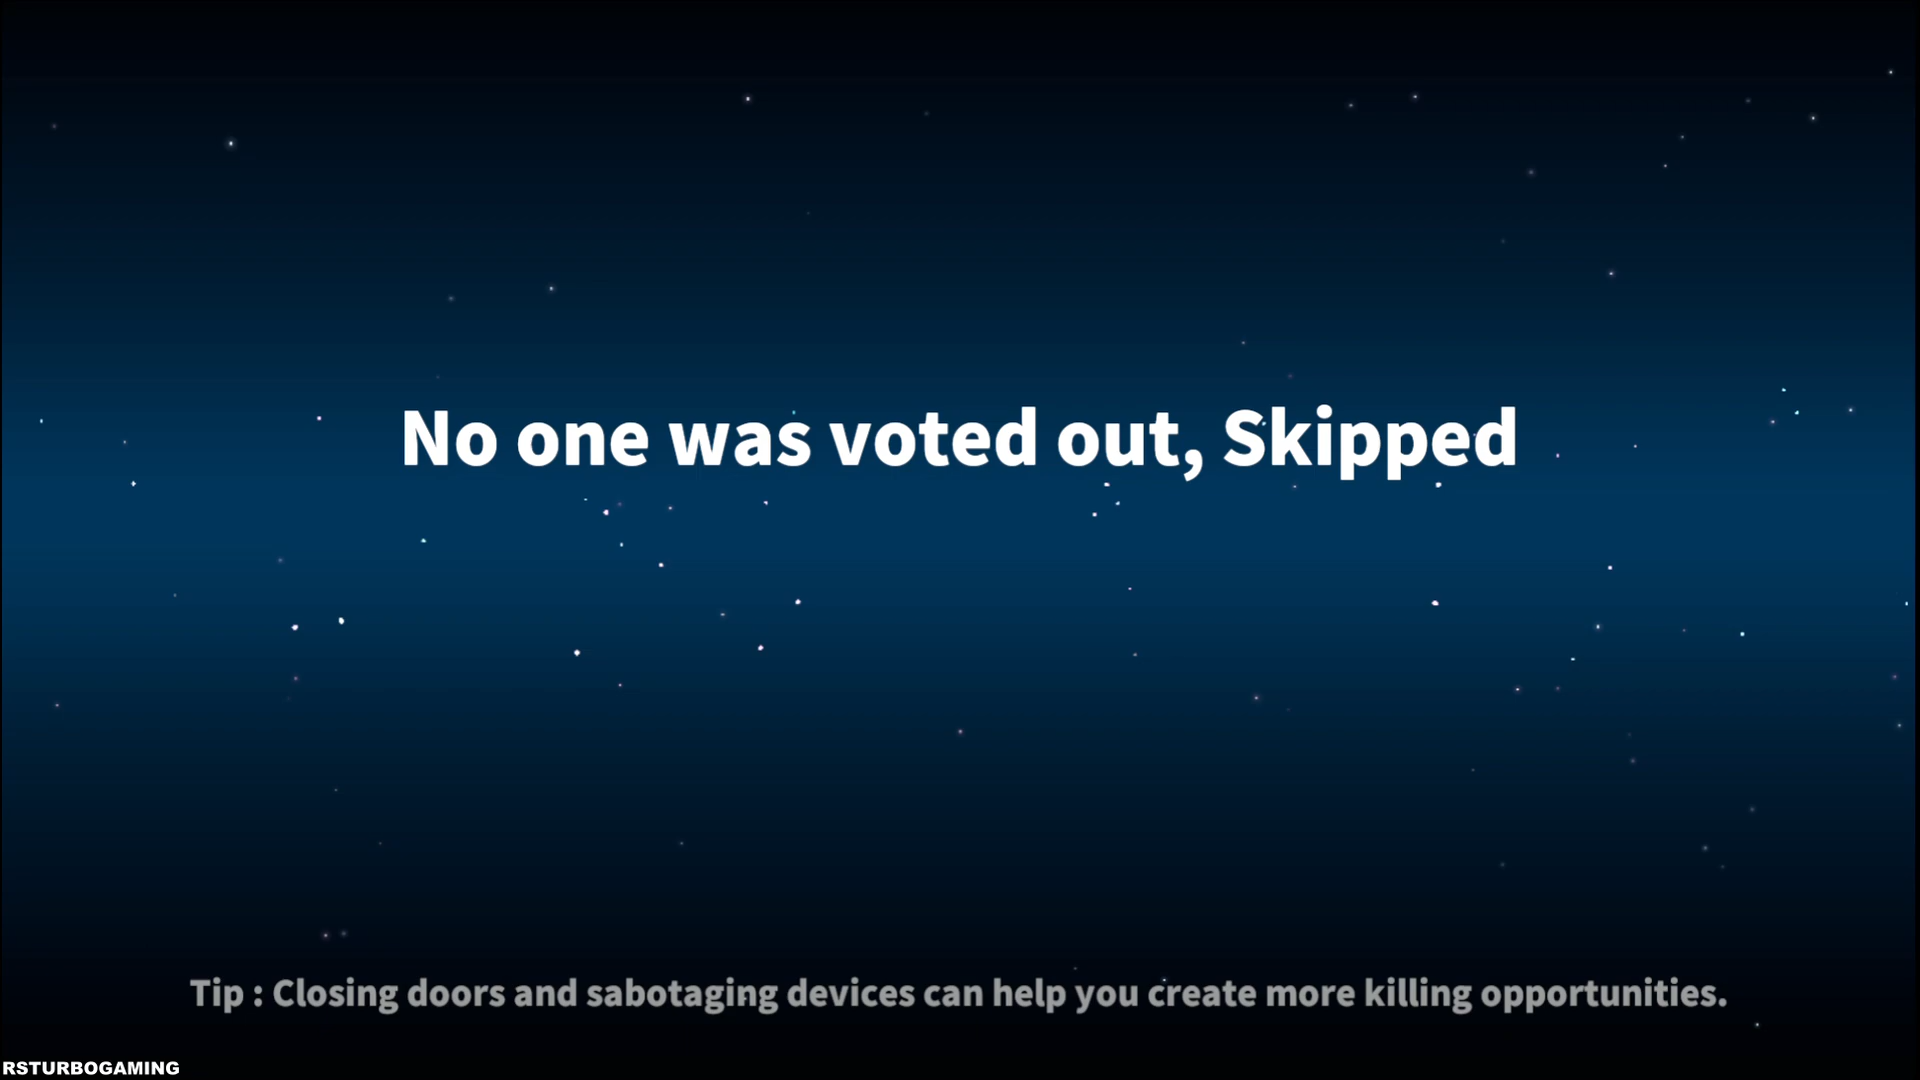 No one was voted out, Skipped
Tip : Closing doors and sabotaging devices can help you create more killing opportunities.
RSTURBOGAMING